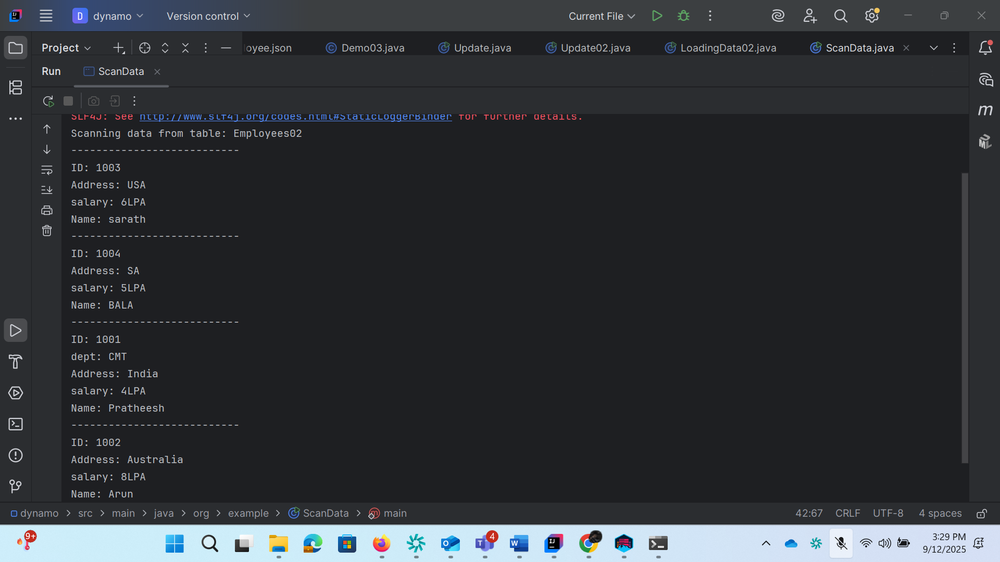 D dynamo Version control Current File
Project oyee.json Demo03.java Update.java Update02.java LoadingData02.java ScanData.java
Run ScanData
SLF4J: See http://www.slf4j.org/codes.html#StaticLoggerBinder for further details.
Scanning data from table: Employees02
---------------------------
ID: 1003
Address: USA
salary: 6LPA
Name: sarath
---------------------------
ID: 1004
Address: SA
salary: 5LPA
Name: BALA
---------------------------
ID: 1001
dept: CMT
Address: India
salary: 4LPA
Name: Pratheesh
---------------------------
ID: 1002
Address: Australia
salary: 8LPA
Name: Arun
dynamo > src > main > java > org > example > ScanData > main 42:67 CRLF UTF-8 4 spaces
9+ 4 3:29 PM
9/12/2025